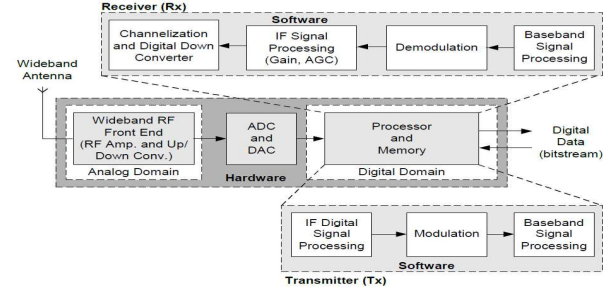 Receiver (Rx)
Software
Channelization
and Digital Down
Converter
IF Signal
Processing
(Gain, AGC)
Demodulation
Baseband
Signal
Processing
Wideband
Antenna
Wideband RF
Front End
(RF Amp. and Up/
Down Conv.)
Analog Domain
ADC
and
DAC
Hardware
Processor
and
Memory
Digital Domain
Digital
Data
(bitstream)
IF Digital
Signal
Processing
Modulation
Baseband
Signal
Processing
Software
Transmitter (Tx)